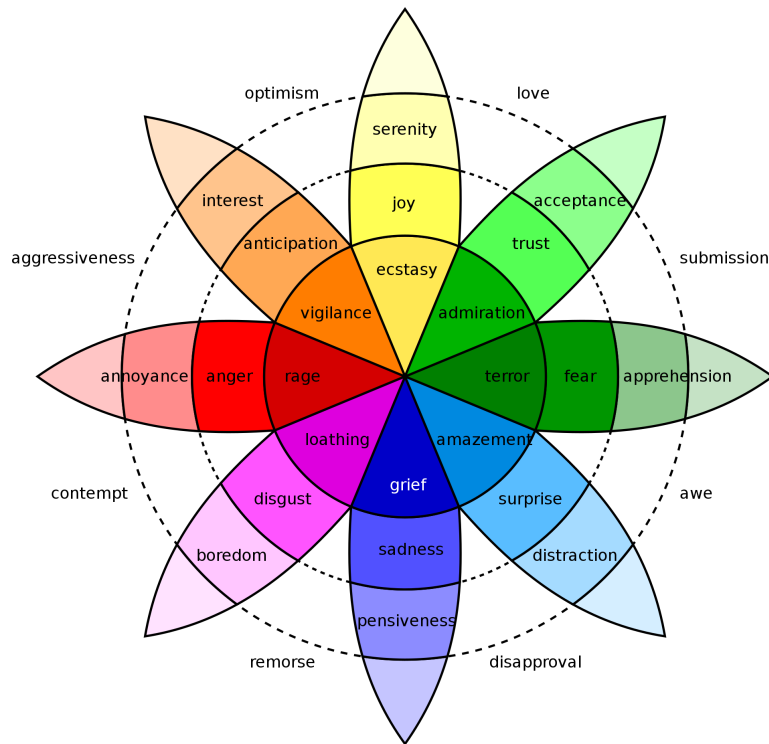 optimism
love
serenity
interest
joy
acceptance
anticipation
trust
aggressiveness
submission
ecstasy
vigilance
admiration
annoyance
anger
rage
terror
fear
apprehension
loathing
amazement
contempt
disgust
grief
surprise
awe
boredom
sadness
distraction
pensiveness
remorse
disapproval